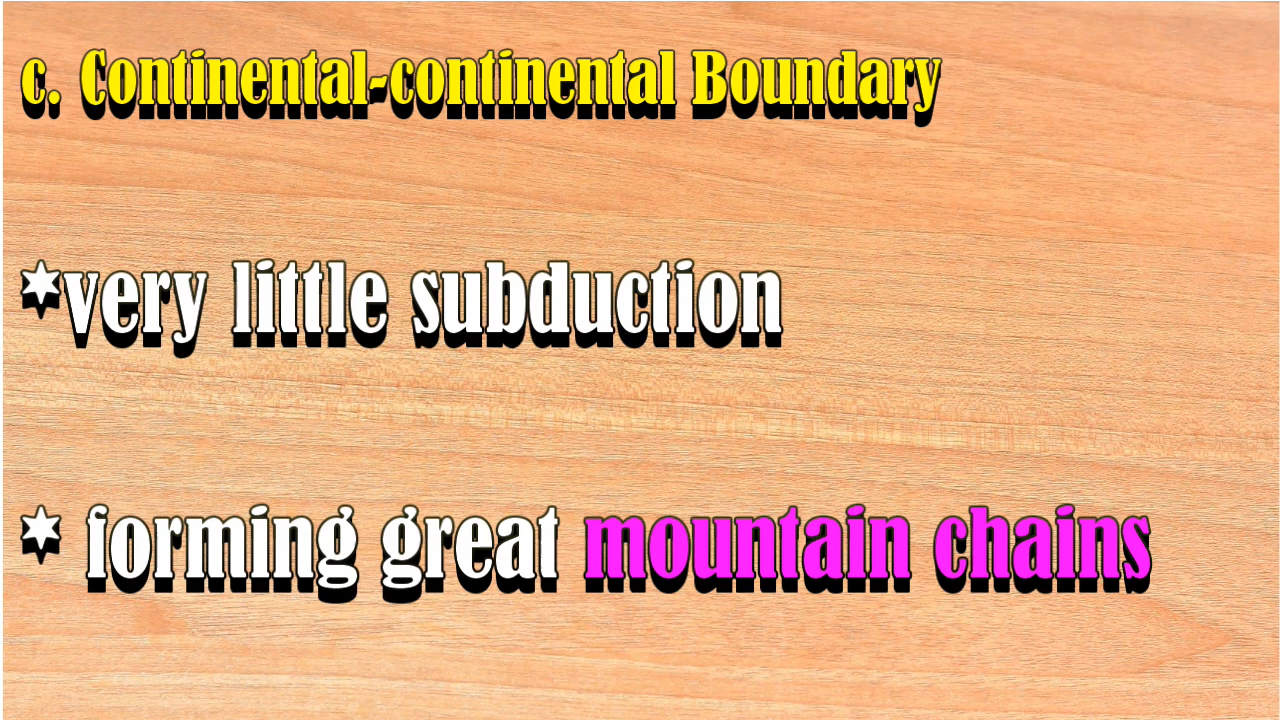 c. Continental-continental Boundary
*very little subduction
* forming great mountain chains